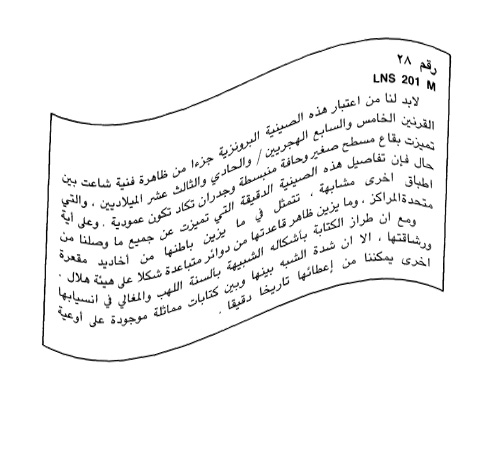 رقم ٢٨
LNS 201 M
لابد لنا من اعتبار هذه الصينية البرونزية جزءا من ظاهرة فنية شاعت بين
القرنين الخامس والسابع الهجريين / والحادي والثالث عشر الميلاديين ، والتي
تميزت بقاع مسطح صغير وحافة منبسطة وجدران تكاد تكون عمودية . وعلى أية
حال فإن تفاصيل هذه الصينية الدقيقة التي تميزت عن جميع ما وصلنا من
اطباق اخرى مشابهة ، تتمثل في ما يزين باطنها من أخاديد مقعرة
متحدة المراكز ، وما يزين ظاهر قاعدتها من دوائر متباعدة شكلا على هيئة هلال .
ومع ان طراز الكتابة بأشكاله الشبيهة بالسنة اللهب والمغالي في انسيابها
ورشاقتها ، الا ان شدة الشبه بينها وبين كتابات مماثلة موجودة على أوعية
اخرى يمكننا من إعطائها تاريخا دقيقا .